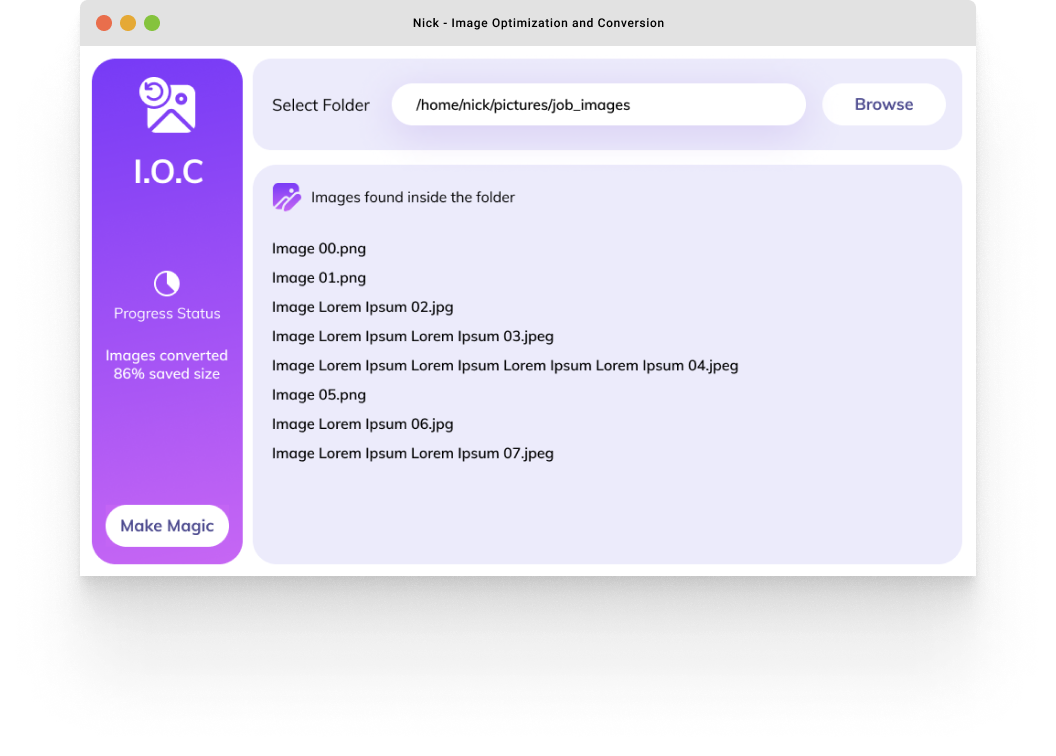 Nick - Image Optimization and Conversion
I.O.C
Progress Status
Images converted
86% saved size
Make Magic
Select Folder
/home/nick/pictures/job_images
Browse
Images found inside the folder
Image 00.png
Image 01.png
Image Lorem Ipsum 02.jpg
Image Lorem Ipsum Lorem Ipsum 03.jpeg
Image Lorem Ipsum Lorem Ipsum Lorem Ipsum Lorem Ipsum 04.jpeg
Image 05.png
Image Lorem Ipsum 06.jpg
Image Lorem Ipsum Lorem Ipsum 07.jpeg